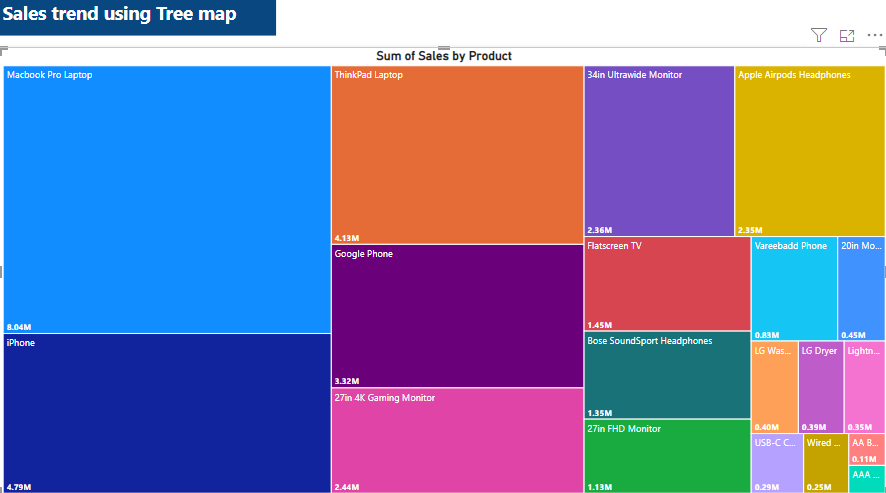 Sales trend using Tree map
Sum of Sales by Product
Macbook Pro Laptop
8.04M
iPhone
4.79M
ThinkPad Laptop
4.13M
Google Phone
3.32M
27in 4K Gaming Monitor
2.44M
34in Ultrawide Monitor
2.36M
Apple Airpods Headphones
2.35M
Flatscreen TV
1.45M
Bose SoundSport Headphones
1.35M
27in FHD Monitor
1.13M
Vareebadd Phone
0.83M
20in Mo...
0.45M
LG Was...
0.40M
LG Dryer
0.39M
Lightn...
0.35M
USB-C C...
0.29M
Wired ...
0.25M
AA B...
0.11M
AAA ...